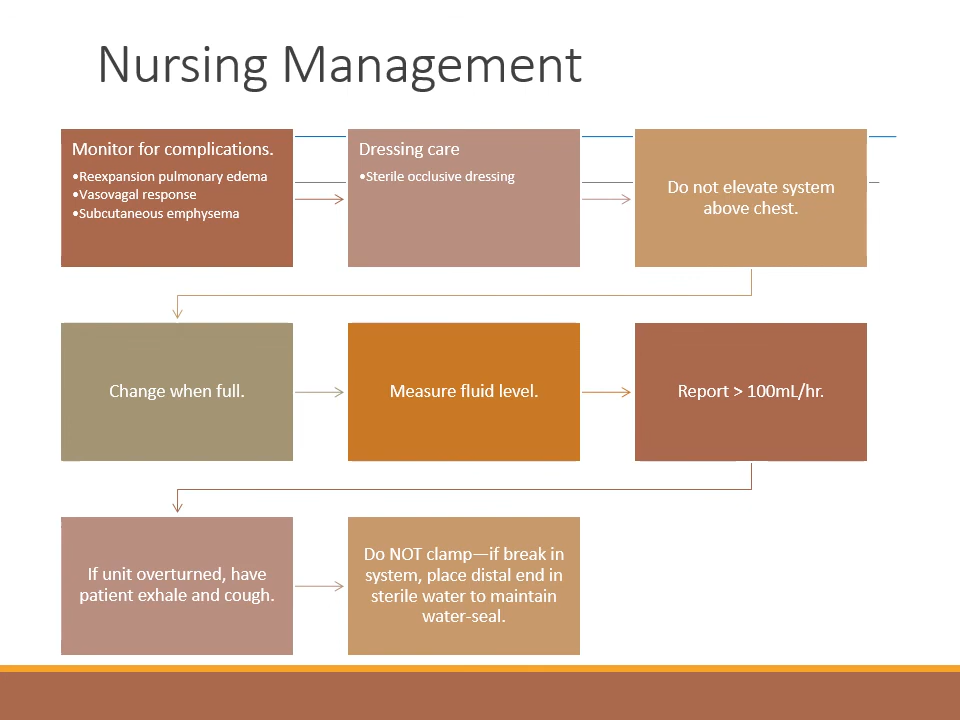 Nursing Management
Monitor for complications.
•Reexpansion pulmonary edema
•Vasovagal response
•Subcutaneous emphysema
Dressing care
•Sterile occlusive dressing
Do not elevate system
above chest.
Change when full.
Measure fluid level.
Report > 100mL/hr.
If unit overturned, have
patient exhale and cough.
Do NOT clamp—if break in
system, place distal end in
sterile water to maintain
water-seal.